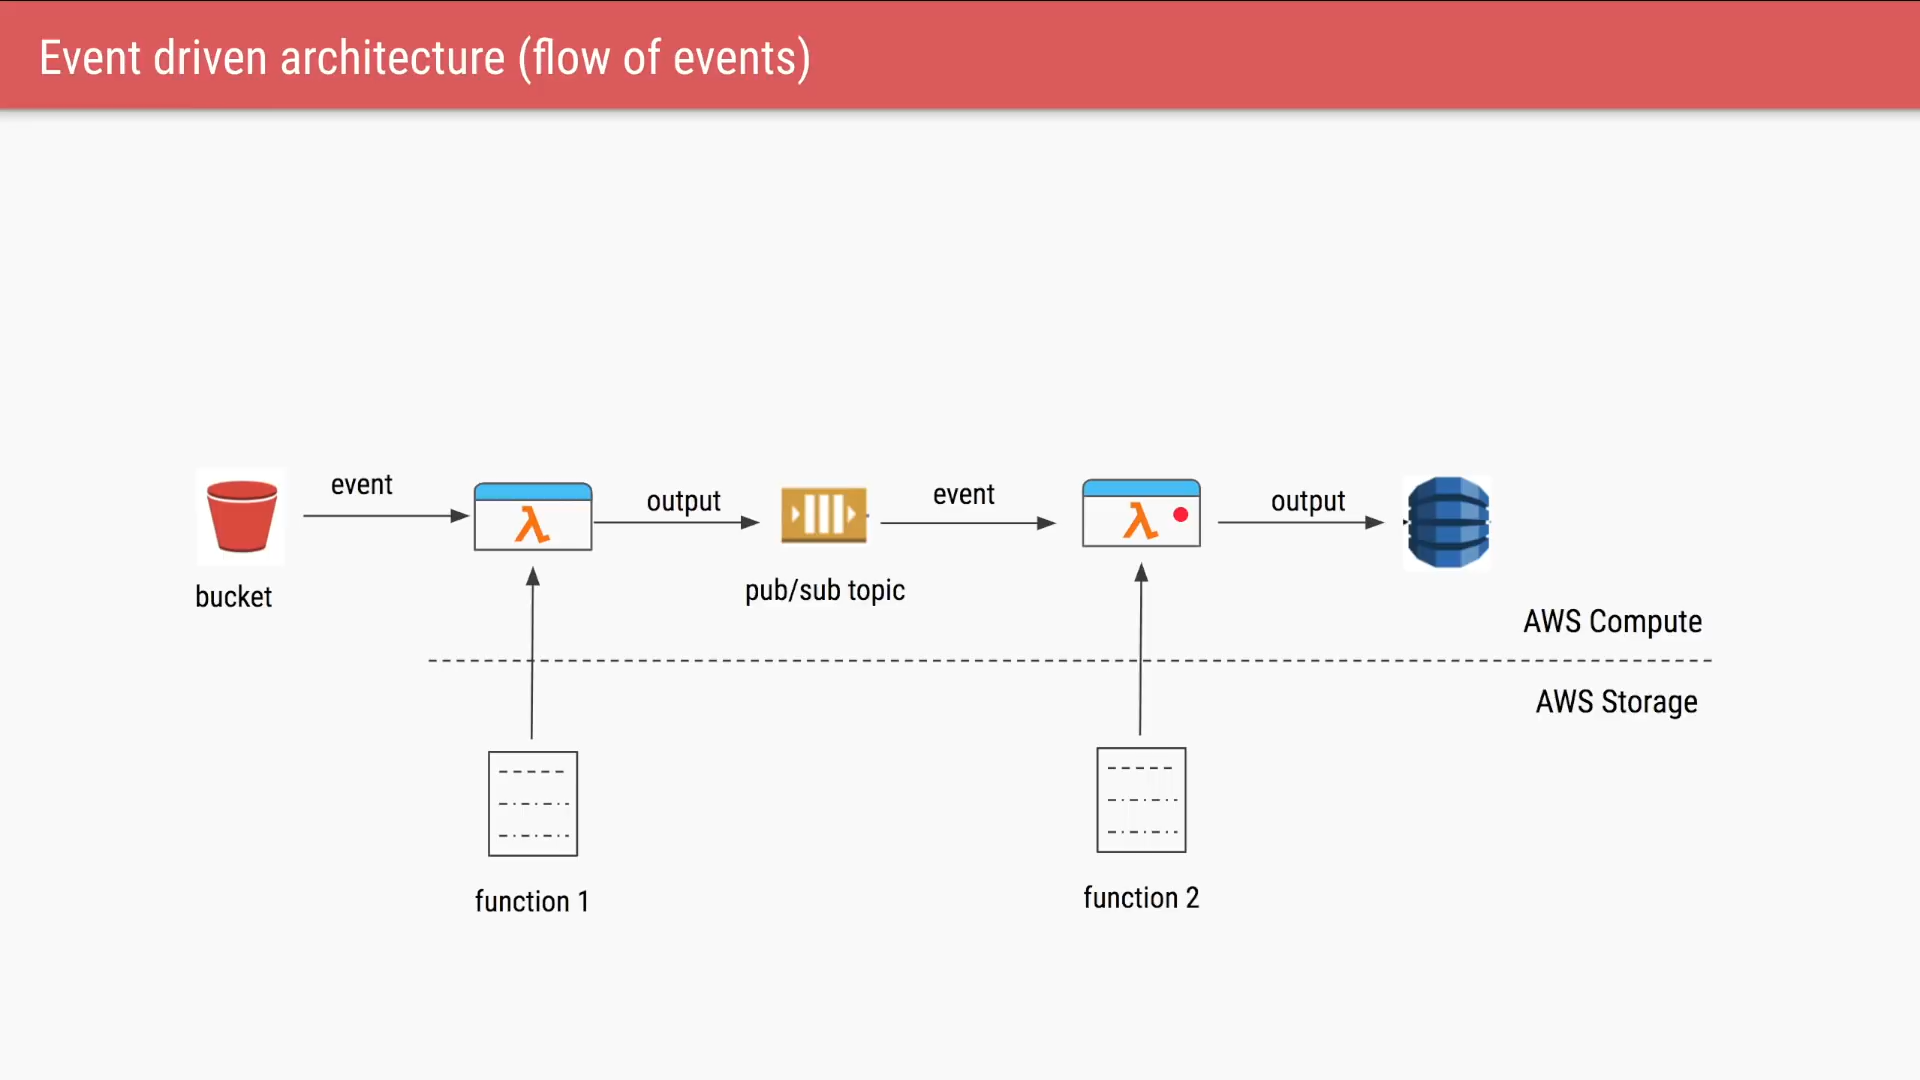 Event driven architecture (flow of events)
event
output
event
output
λ
λ
bucket
pub/sub topic
AWS Compute
AWS Storage
function 1
function 2